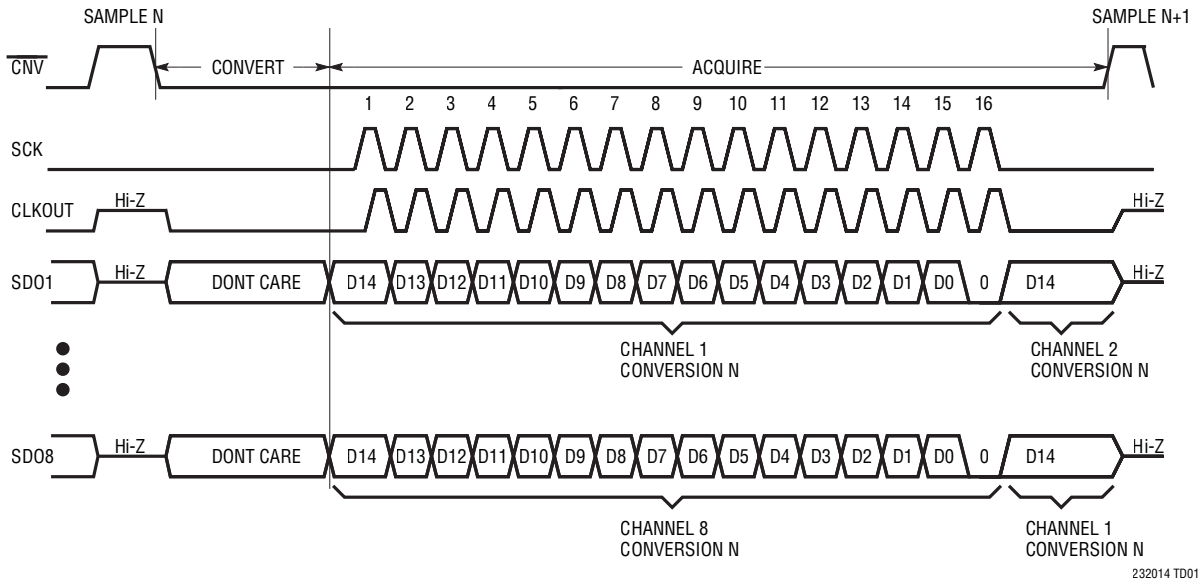 SAMPLE N SAMPLE N+1
CNV CONVERT ACQUIRE
1 2 3 4 5 6 7 8 9 10 11 12 13 14 15 16
SCK
CLKOUT Hi-Z Hi-Z
SDO1 Hi-Z DONT CARE D14 D13 D12 D11 D10 D9 D8 D7 D6 D5 D4 D3 D2 D1 D0 0 D14 Hi-Z
CHANNEL 1 CHANNEL 2
CONVERSION N CONVERSION N
SDO8 Hi-Z DONT CARE D14 D13 D12 D11 D10 D9 D8 D7 D6 D5 D4 D3 D2 D1 D0 0 D14 Hi-Z
CHANNEL 8 CHANNEL 1
CONVERSION N CONVERSION N
232014 TD01